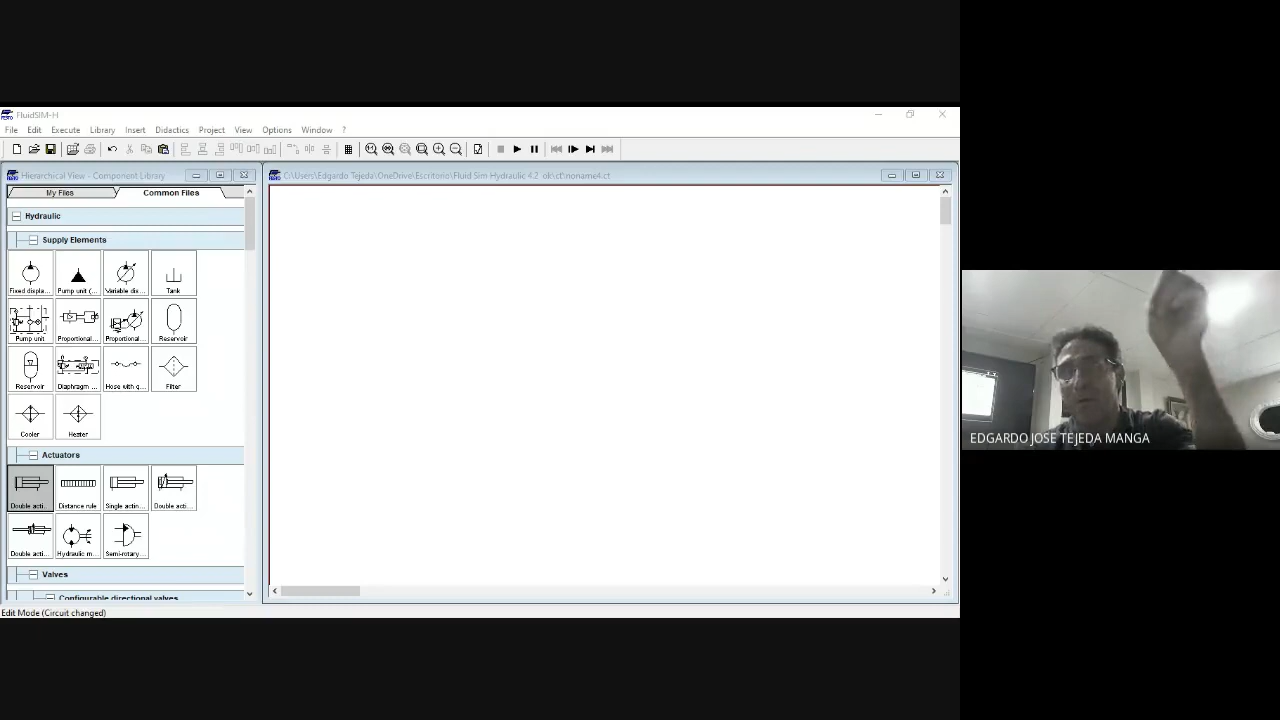 FluidSIM-H
File Edit Execute Library Insert Didactics Project View Options Window ?
Hierarchical View - Component Library
C:\Users\Edgardo Tejeda\OneDrive\Escritorio\Fluid Sim Hydraulic 4.2 ok\ct\noname4.ct
My Files
Common Files
Hydraulic
Supply Elements
Fixed displa... Pump unit (... Variable dis... Tank
Pump unit Proportional... Proportional... Reservoir
Reservoir Diaphragm ... Hose with q... Filter
Cooler Heater
Actuators
Double acti... Distance rule Single actin... Double acti...
Double acti... Hydraulic m... Semi-rotary...
Valves
Configurable directional valves
Edit Mode (Circuit changed)
EDGARDO JOSE TEJEDA MANGA